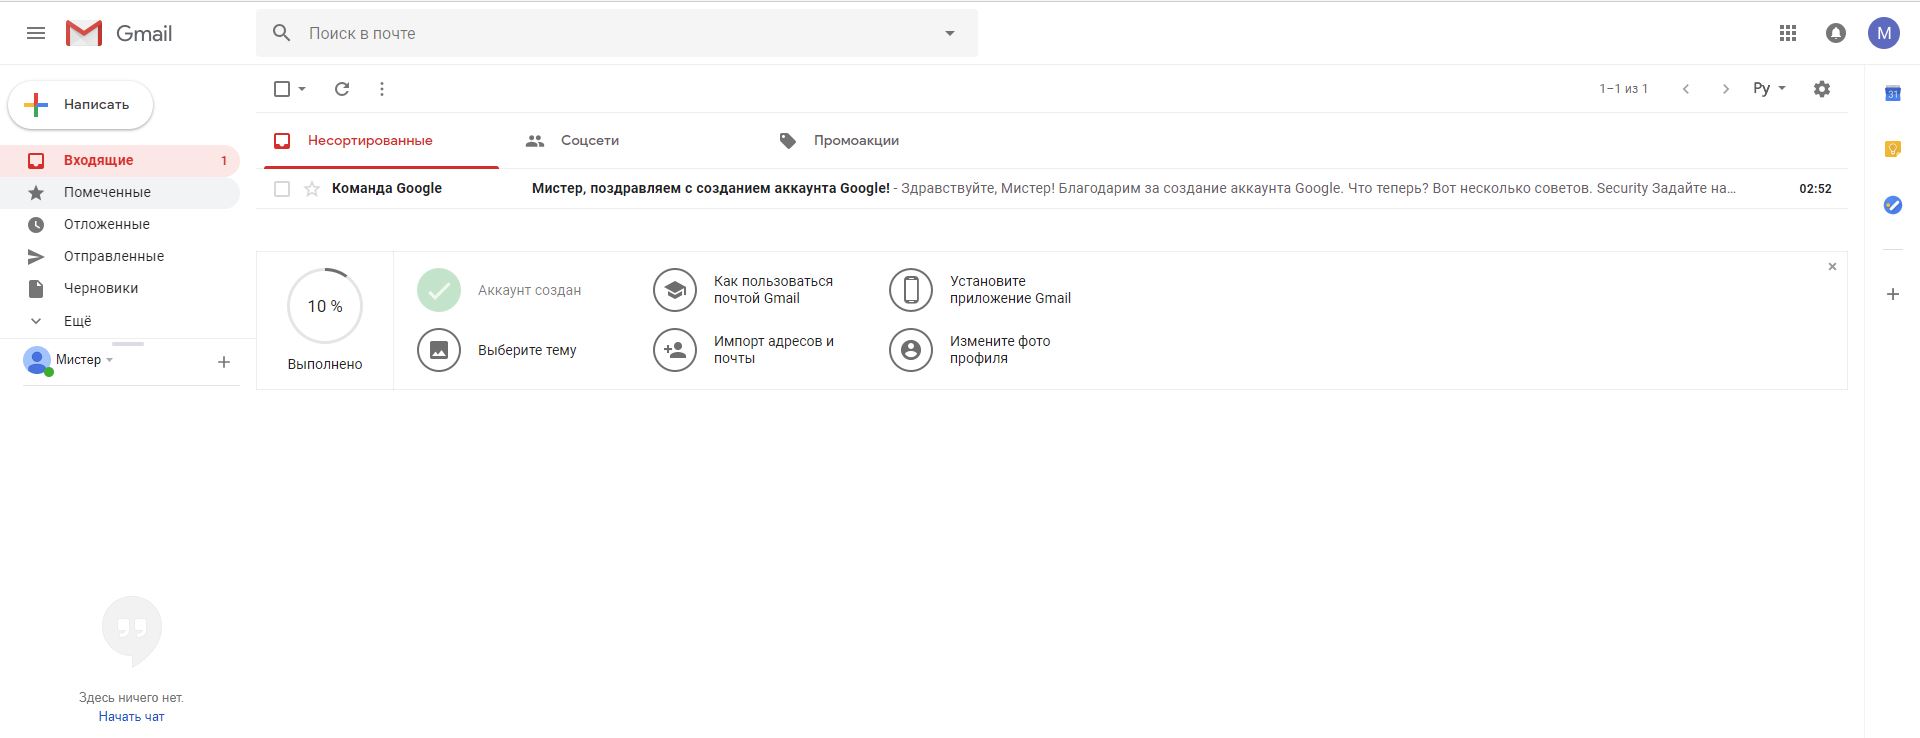 Gmail
Поиск в почте
M
Написать
1–1 из 1
Ру
31
Несортированные
Соцсети
Промоакции
Входящие 1
Помеченные
Отложенные
Отправленные
Черновики
Ещё
Мистер
Команда Google Мистер, поздравляем с созданием аккаунта Google! - Здравствуйте, Мистер! Благодарим за создание аккаунта Google. Что теперь? Вот несколько советов. Security Задайте на… 02:52
10 %
Выполнено
Аккаунт создан
Как пользоваться
почтой Gmail
Установите
приложение Gmail
Выберите тему
Импорт адресов и
почты
Измените фото
профиля
Здесь ничего нет.
Начать чат